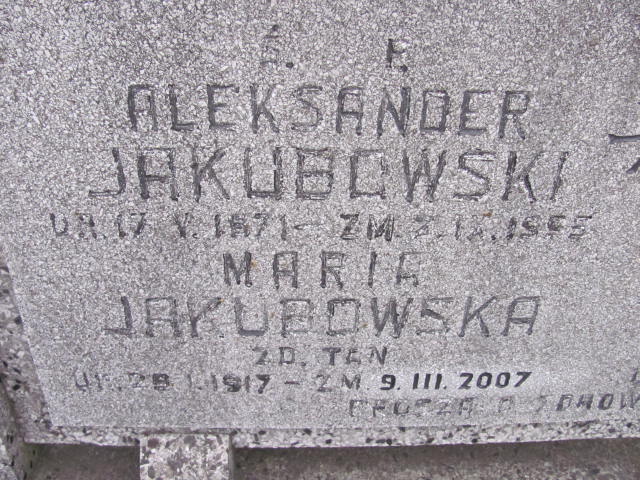 Ś. P.
ALEKSANDER
JAKUBOWSKI
UR. 17 V. 1871 – ZM. 2. IX. 1955
MARIA
JAKUBOWSKA
ZD. TEN
UR. 28 I. 1917 – ZM. 9. III. 2007
PROSZĄ O ZDROW